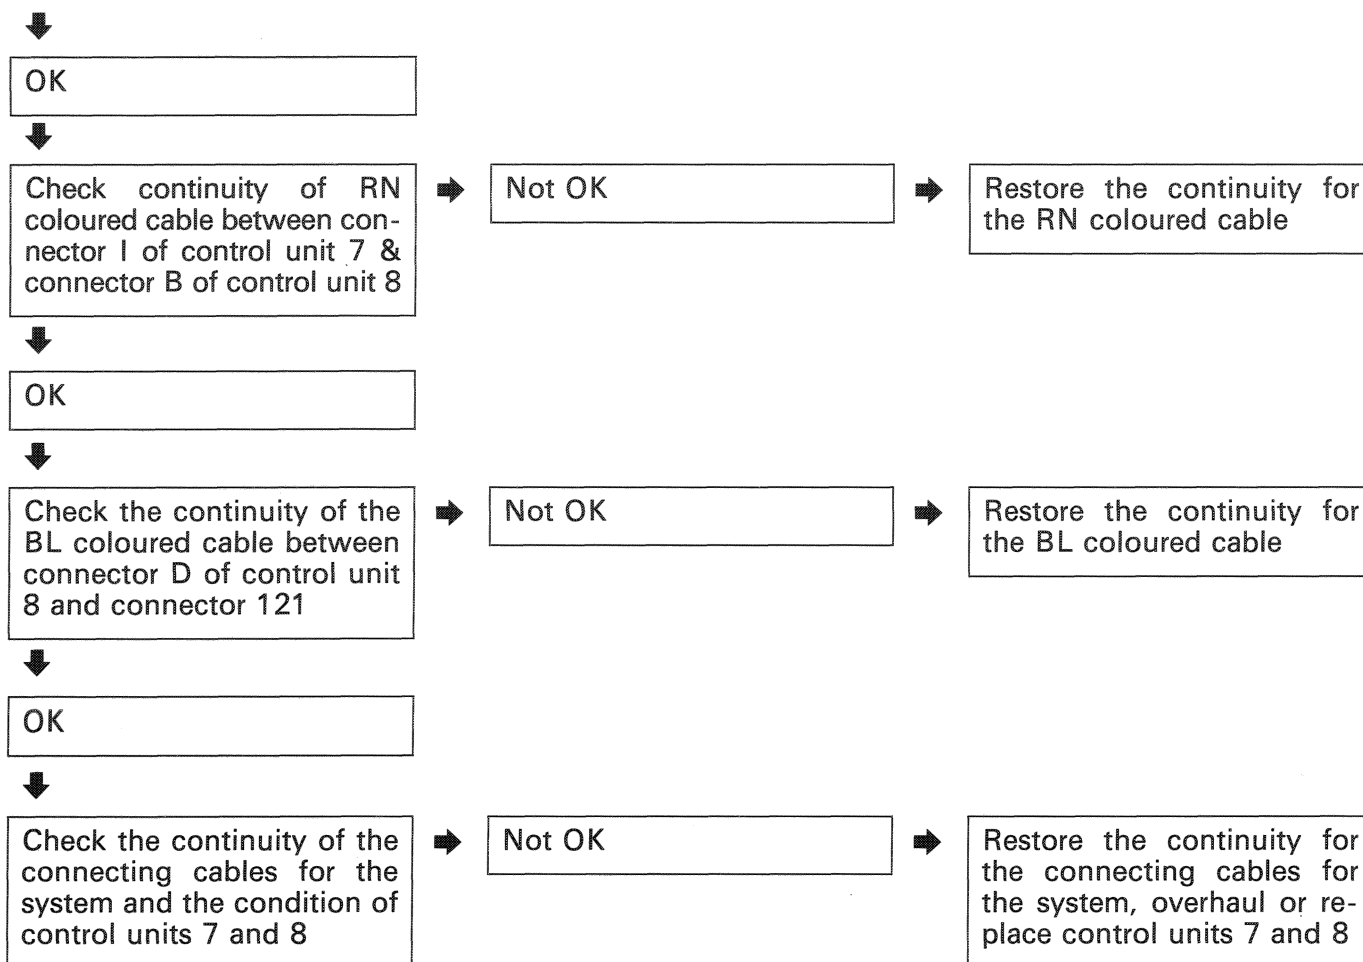 OK
Check continuity of RN
coloured cable between con-
nector I of control unit 7 &
connector B of control unit 8
Not OK
Restore the continuity for
the RN coloured cable
OK
Check the continuity of the
BL coloured cable between
connector D of control unit
8 and connector 121
Not OK
Restore the continuity for
the BL coloured cable
OK
Check the continuity of the
connecting cables for the
system and the condition of
control units 7 and 8
Not OK
Restore the continuity for
the connecting cables for
the system, overhaul or re-
place control units 7 and 8